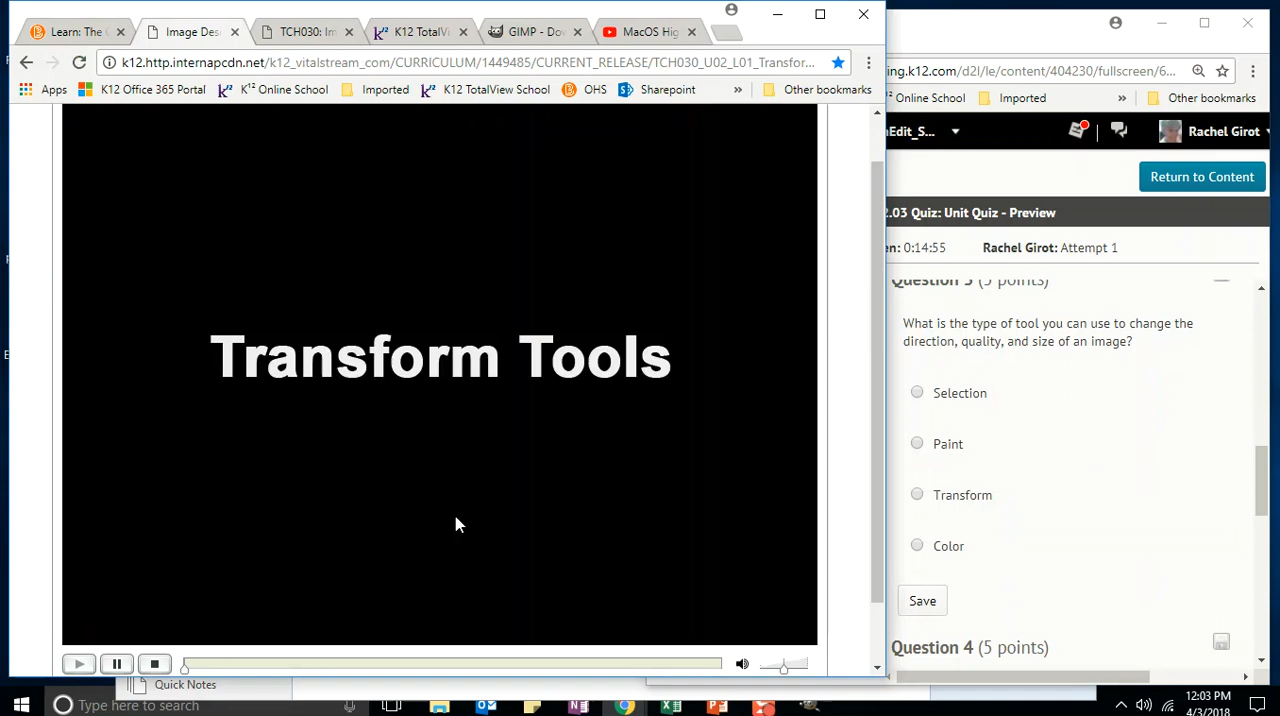 Learn: The C
Image Des
TCH030: Im
K12 TotalVi
GIMP - Dov
MacOS Hig
k12.http.internapcdn.net/k12_vitalstream_com/CURRICULUM/1449485/CURRENT_RELEASE/TCH030_U02_L01_Transfor...
Apps
K12 Office 365 Portal
K¹² Online School
Imported
K12 TotalView School
OHS
Sharepoint
»
Other bookmarks
Transform Tools
Quick Notes
ing.k12.com/d2l/le/content/404230/fullscreen/6...
Online School
Imported
»
Other bookmarks
nEdit_S...
Rachel Girot
Return to Content
2.03 Quiz: Unit Quiz - Preview
en: 0:14:55
Rachel Girot: Attempt 1
(5 points)
What is the type of tool you can use to change the
direction, quality, and size of an image?
Selection
Paint
Transform
Color
Save
Question 4 (5 points)
Type here to search
12:03 PM
4/3/2018